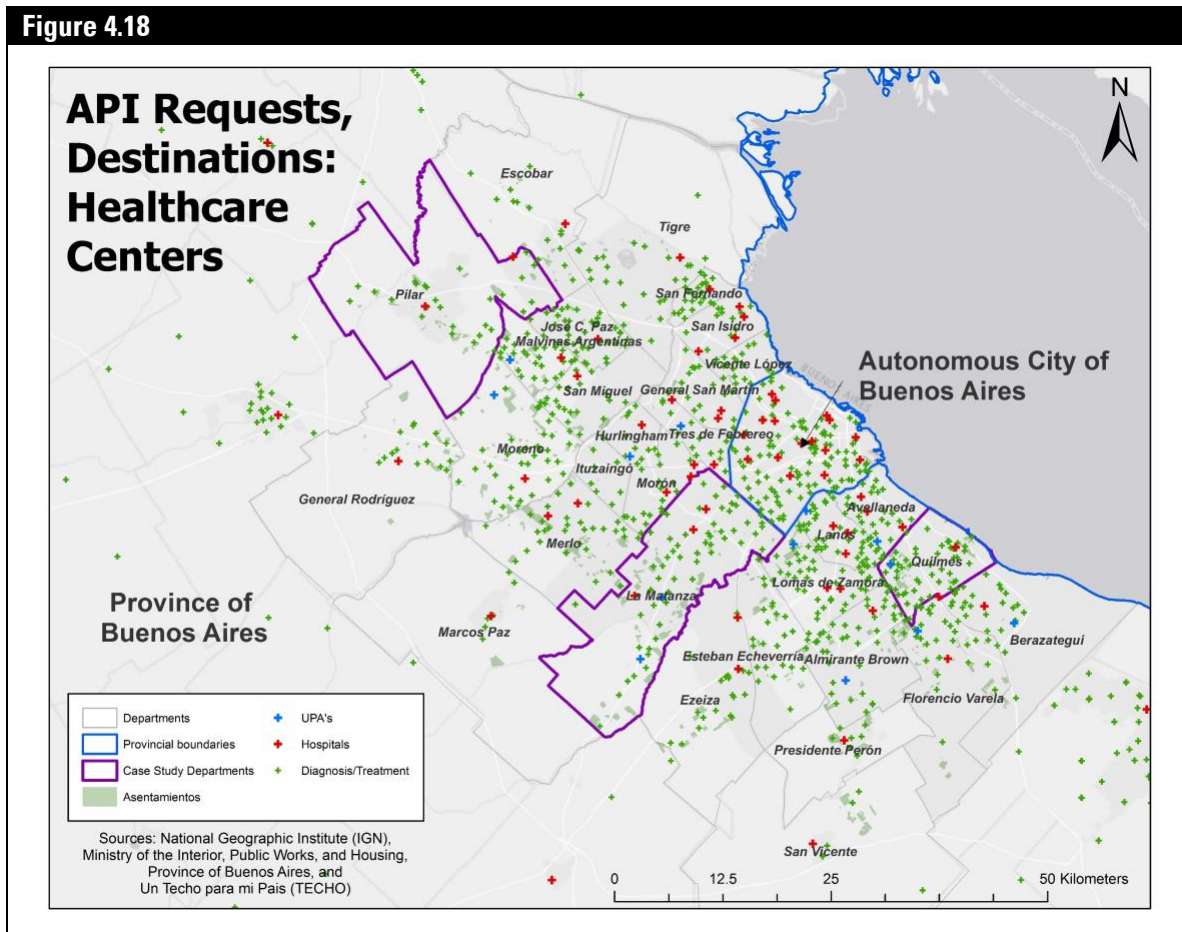 Figure 4.18
API Requests,
Destinations:
Healthcare
Centers
N
Escobar
Tigre
Pilar
San Fernando
José C. Paz
San Isidro
Malvinas Argentinas
Vicente López
Autonomous City of
Buenos Aires
BUENOS AIRES
San Miguel
General San Martín
Hurlingham
Tres de Febrereo
Moreno
Ituzaingó
Morón
General Rodríguez
Avellaneda
Lanús
Merlo
Quilmes
Lomas de Zamora
La Matanza
Province of
Buenos Aires
Marcos Paz
Berazategui
Esteban Echeverría
Almirante Brown
Ezeiza
Florencio Varela
Presidente Perón
San Vicente
Departments
Provincial boundaries
Case Study Departments
Asentamientos
UPA's
Hospitals
Diagnosis/Treatment
Sources: National Geographic Institute (IGN),
Ministry of the Interior, Public Works, and Housing,
Province of Buenos Aires, and
Un Techo para mi Pais (TECHO)
0 12.5 25 50 Kilometers